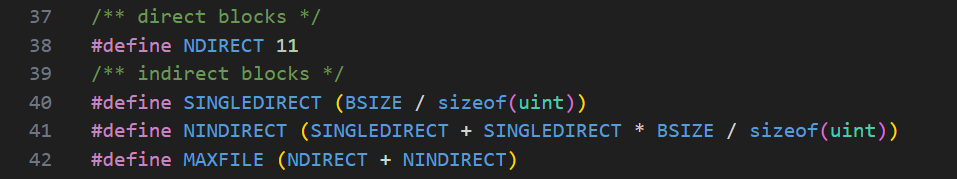 37 /** direct blocks */
38 #define NDIRECT 11
39 /** indirect blocks */
40 #define SINGLEDIRECT (BSIZE / sizeof(uint))
41 #define NINDIRECT (SINGLEDIRECT + SINGLEDIRECT * BSIZE / sizeof(uint))
42 #define MAXFILE (NDIRECT + NINDIRECT)